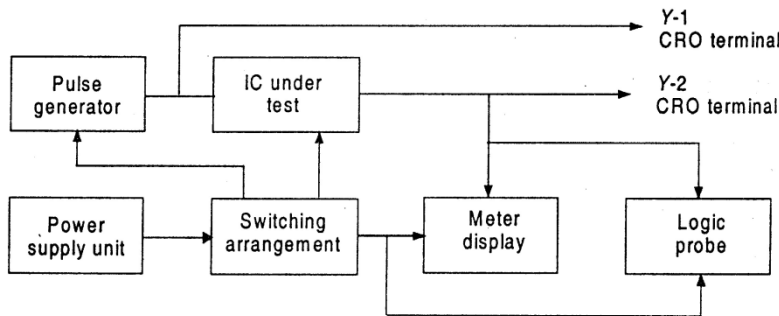 Y-1
CRO terminal
Pulse
generator
IC under
test
Y-2
CRO terminal
Power
supply unit
Switching
arrangement
Meter
display
Logic
probe